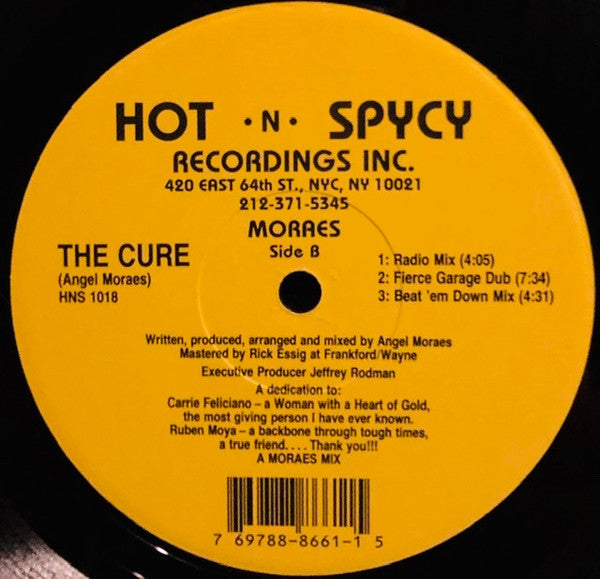 HOT • N • SPYCY
RECORDINGS INC.
420 EAST 64th ST., NYC, NY 10021
212-371-5345
MORAES
Side B
THE CURE
(Angel Moraes)
HNS 1018
1: Radio Mix (4:05)
2: Fierce Garage Dub (7:34)
3: Beat 'em Down Mix (4:31)
Written, produced, arranged and mixed by Angel Moraes
Mastered by Rick Essig at Frankford/Wayne
Executive Producer Jeffrey Rodman
A dedication to:
Carrie Feliciano – a Woman with a Heart of Gold,
the most giving person I have ever known.
Ruben Moya – a backbone through tough times,
a true friend. . . . Thank you!!!
A MORAES MIX
7 69788-8661-1 5